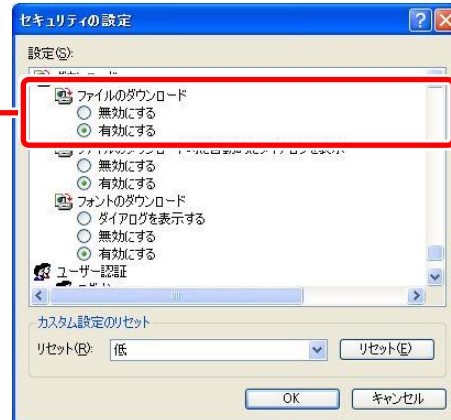 セキュリティの設定
設定(S):
ファイルのダウンロード
無効にする
有効にする
無効にする
有効にする
フォントのダウンロード
ダイアログを表示する
無効にする
有効にする
ユーザー認証
カスタム設定のリセット
リセット(R):
低
リセット(E)
OK
キャンセル